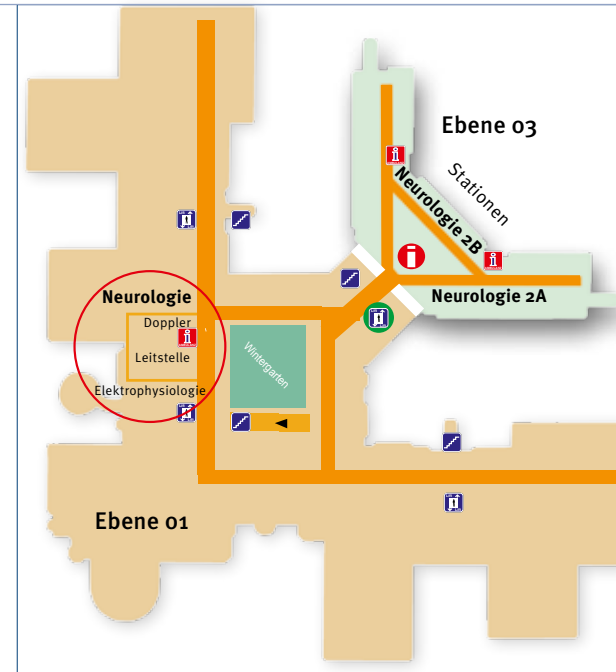 Ebene 03
Stationen
Neurologie 2B
Neurologie 2A
Neurologie
Doppler
Leitstelle
Elektrophysiologie
Wintergarten
Ebene 01